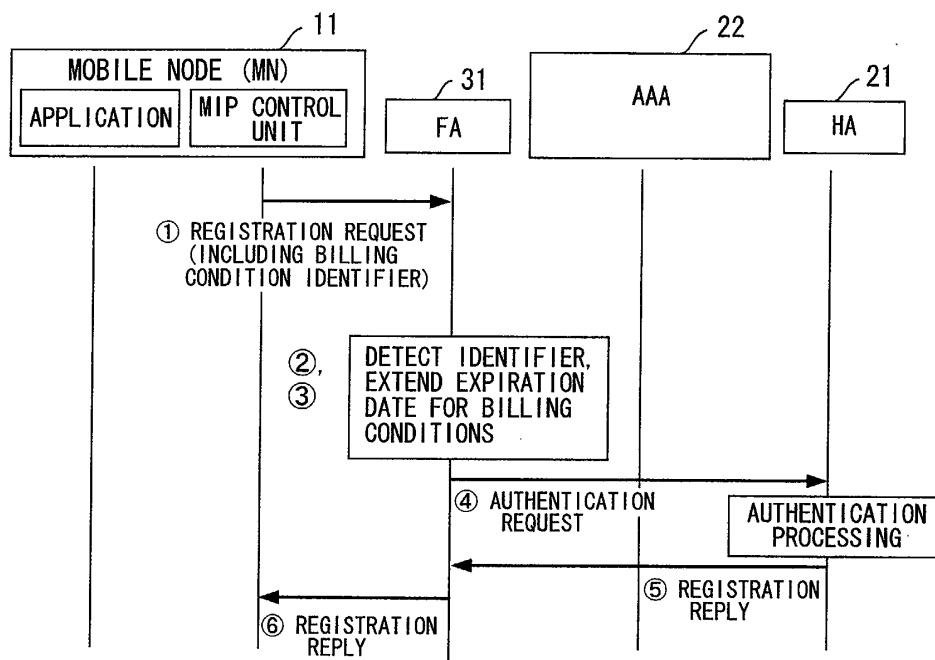 11
22
31
21
MOBILE NODE (MN)
APPLICATION
MIP CONTROL
UNIT
FA
AAA
HA
① REGISTRATION REQUEST
(INCLUDING BILLING
CONDITION IDENTIFIER)
②,
③
DETECT IDENTIFIER,
EXTEND EXPIRATION
DATE FOR BILLING
CONDITIONS
④ AUTHENTICATION
REQUEST
AUTHENTICATION
PROCESSING
⑤ REGISTRATION
REPLY
⑥ REGISTRATION
REPLY